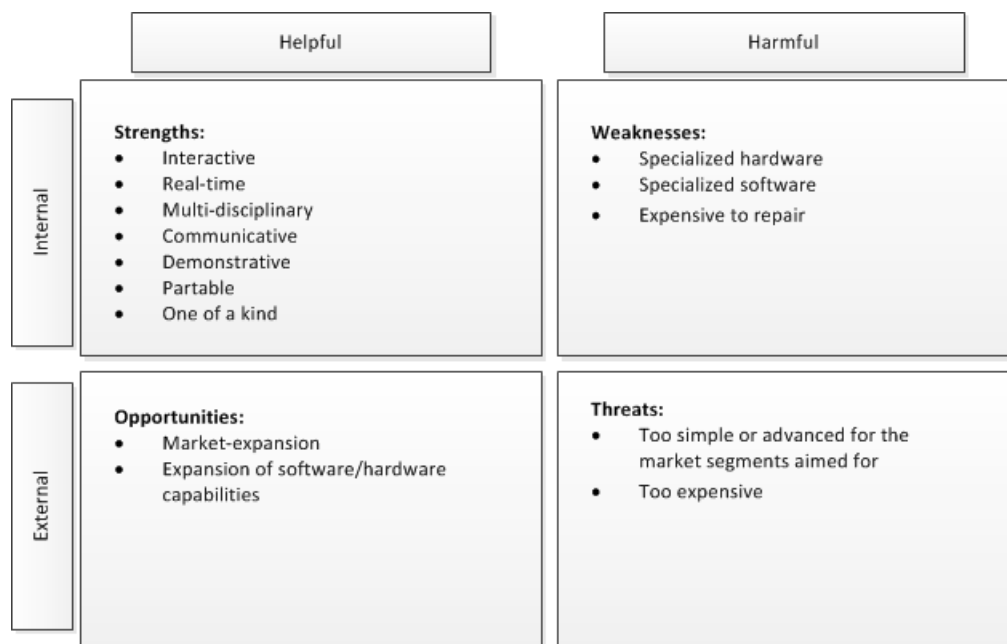 Helpful
Harmful
Internal
Strengths:
• Interactive
• Real-time
• Multi-disciplinary
• Communicative
• Demonstrative
• Partable
• One of a kind
Weaknesses:
• Specialized hardware
• Specialized software
• Expensive to repair
External
Opportunities:
• Market-expansion
• Expansion of software/hardware
capabilities
Threats:
• Too simple or advanced for the
market segments aimed for
• Too expensive